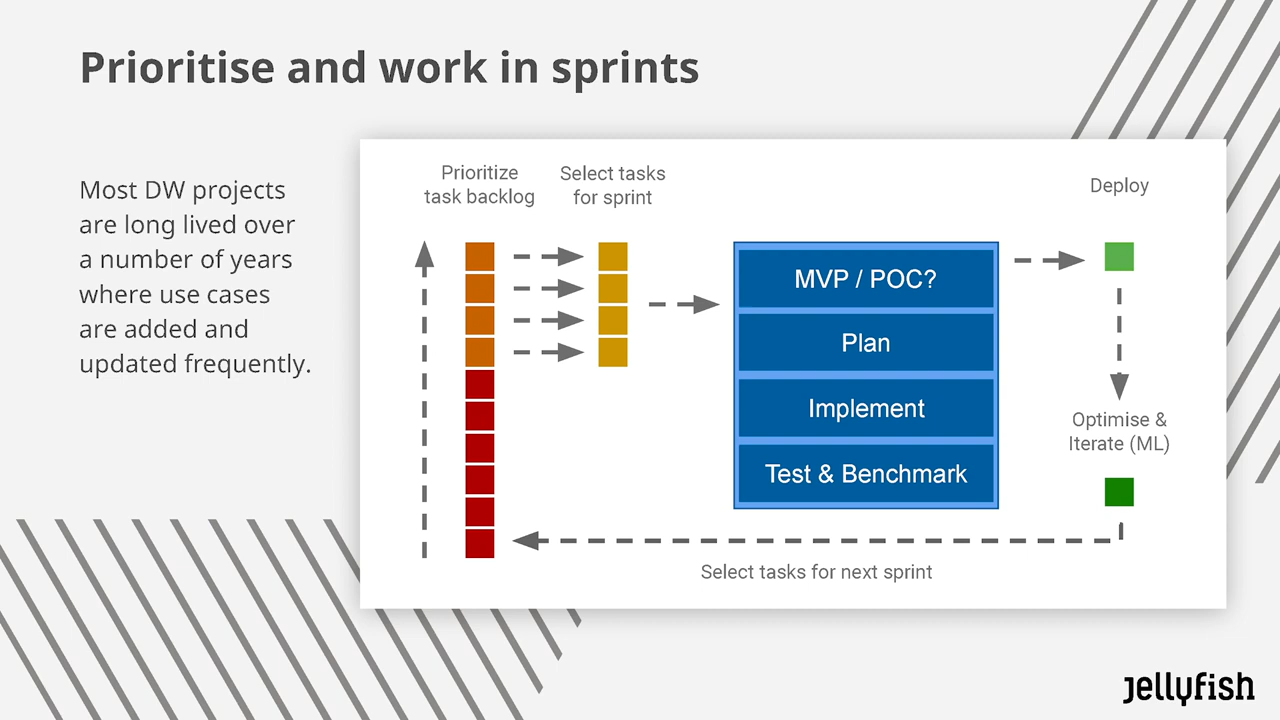 Prioritise and work in sprints
Most DW projects
are long lived over
a number of years
where use cases
are added and
updated frequently.
Prioritize
task backlog
Select tasks
for sprint
Deploy
MVP / POC?
Plan
Implement
Test & Benchmark
Optimise &
Iterate (ML)
Select tasks for next sprint
jellyfish